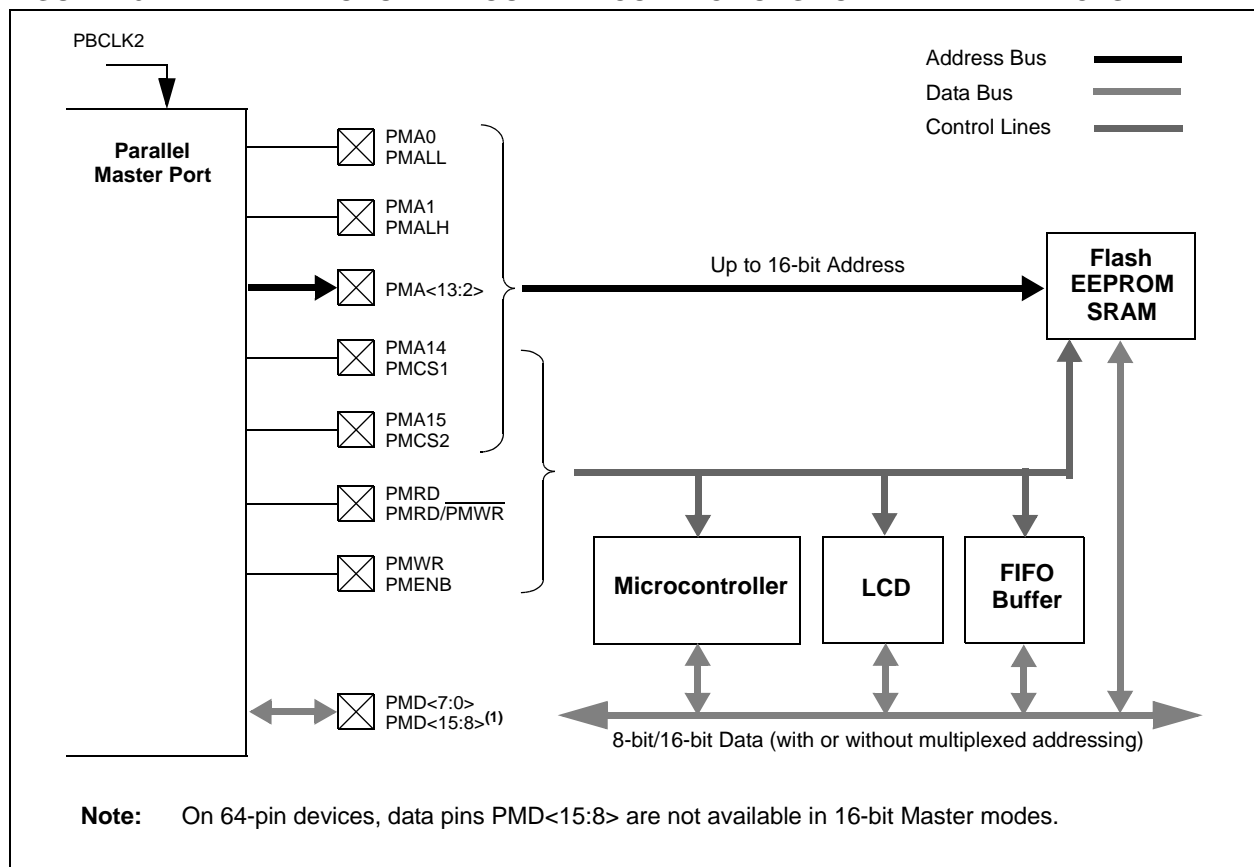 PBCLK2
Address Bus
Data Bus
Control Lines
Parallel
Master Port
PMA0
PMALL
PMA1
PMALH
PMA<13:2>
PMA14
PMCS1
PMA15
PMCS2
PMRD
PMRD/PMWR
PMWR
PMENB
PMD<7:0>
PMD<15:8>(1)
Up to 16-bit Address
Flash
EEPROM
SRAM
Microcontroller
LCD
FIFO
Buffer
8-bit/16-bit Data (with or without multiplexed addressing)
Note: On 64-pin devices, data pins PMD<15:8> are not available in 16-bit Master modes.